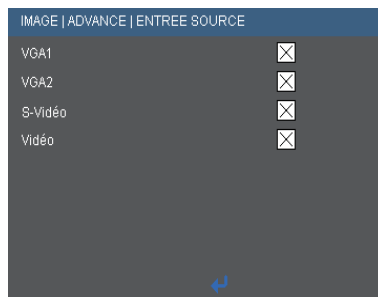 IMAGE | ADVANCE | ENTREE SOURCE
VGA1
VGA2
S-Vidéo
Vidéo